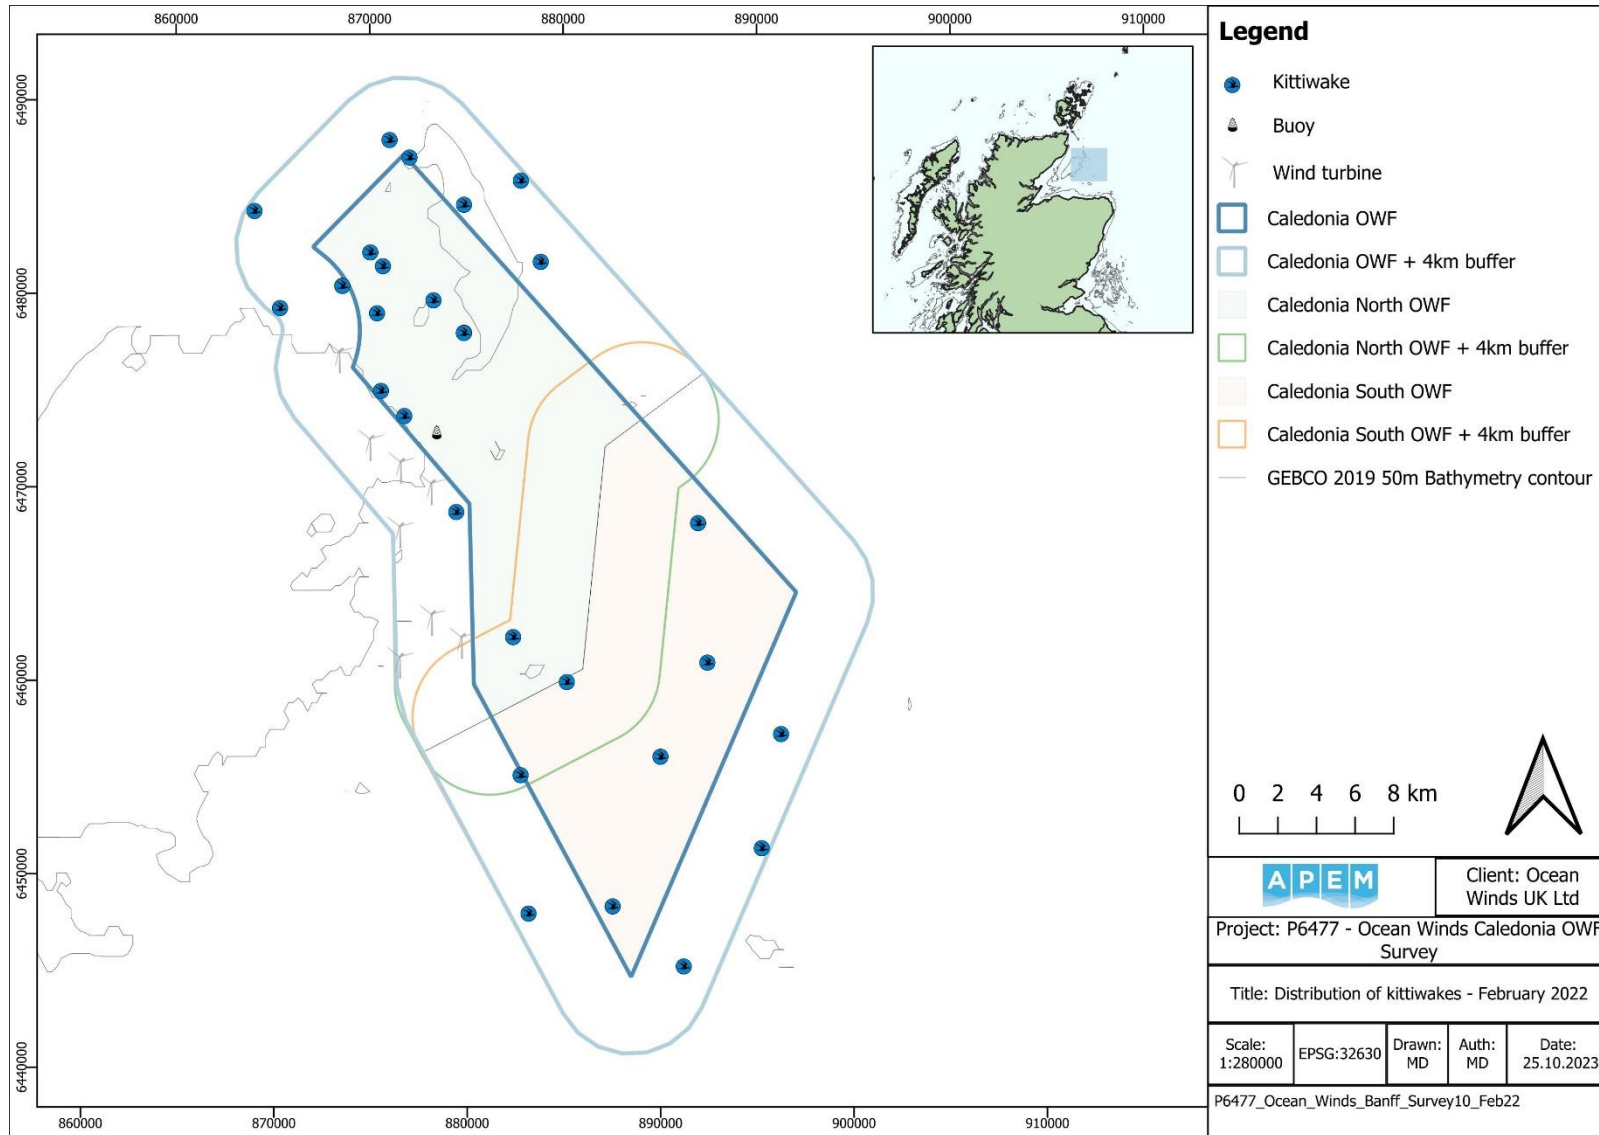 860000 870000 880000 890000 900000 910000
6490000
6480000
6470000
6460000
6450000
6440000
860000 870000 880000 890000 900000 910000
Legend
Kittiwake
Buoy
Wind turbine
Caledonia OWF
Caledonia OWF + 4km buffer
Caledonia North OWF
Caledonia North OWF + 4km buffer
Caledonia South OWF
Caledonia South OWF + 4km buffer
GEBCO 2019 50m Bathymetry contour
0 2 4 6 8 km
APEM
Client: Ocean
Winds UK Ltd
Project: P6477 - Ocean Winds Caledonia OWF
Survey
Title: Distribution of kittiwakes - February 2022
Scale:
1:280000
EPSG:32630
Drawn:
MD
Auth:
MD
Date:
25.10.2023
P6477_Ocean_Winds_Banff_Survey10_Feb22